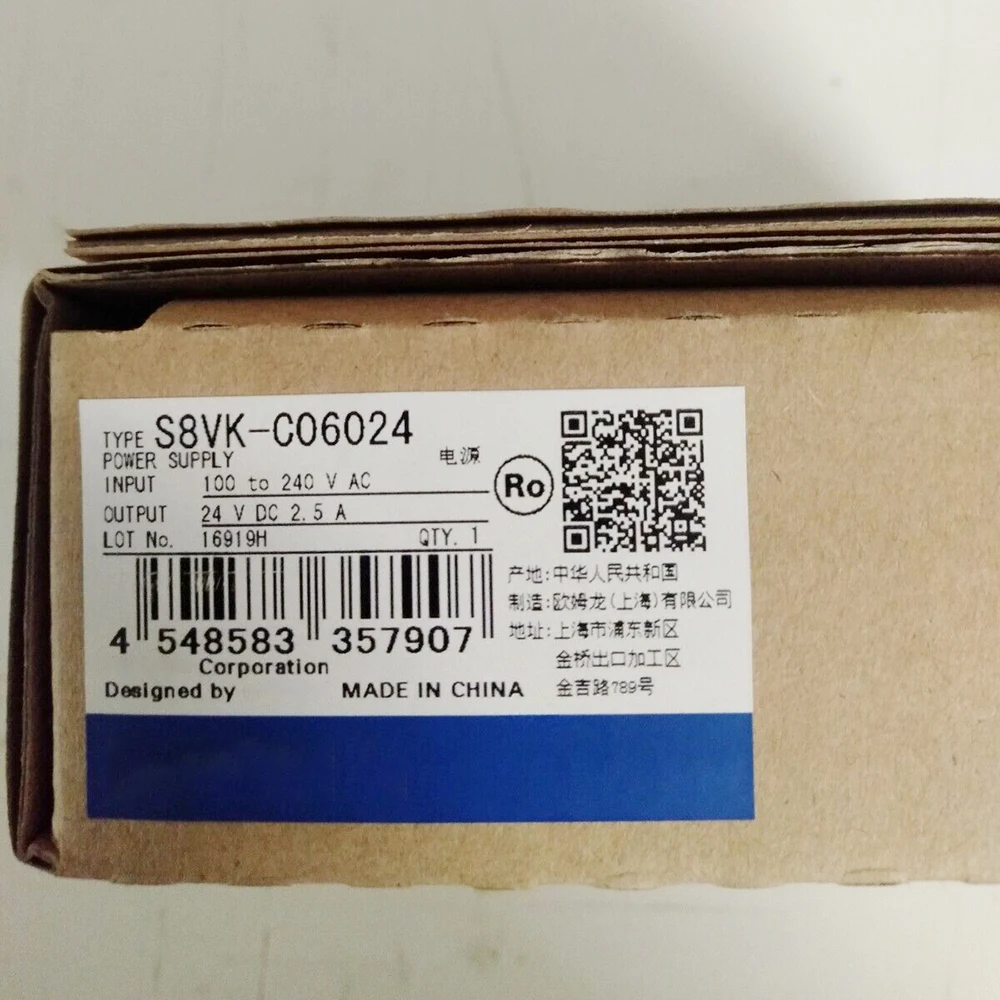 TYPE S8VK-C06024
POWER SUPPLY 电源
INPUT 100 to 240 V AC
OUTPUT 24 V DC 2.5 A
LOT No. 16919H QTY. 1
Ro
4 548583 357907
Corporation
Designed by MADE IN CHINA
产地:中华人民共和国
制造:欧姆龙(上海)有限公司
地址:上海市浦东新区
金桥出口加工区
金吉路789号